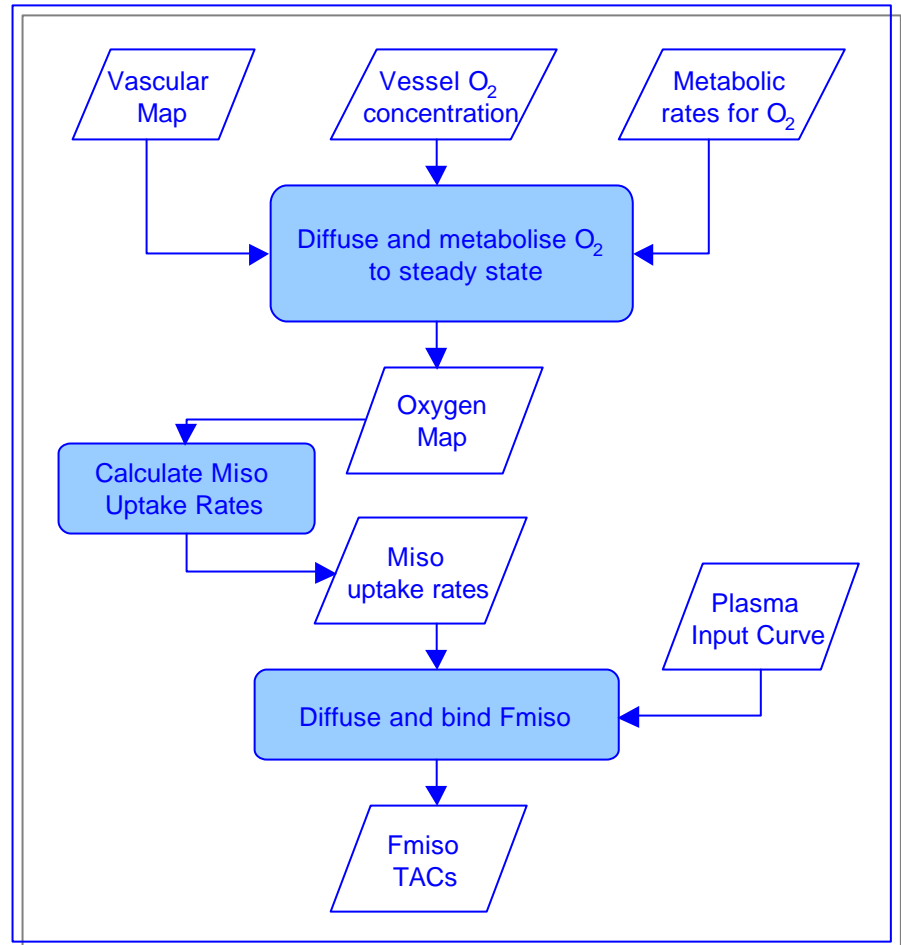 Vascular
Map
Vessel O₂
concentration
Metabolic
rates for O₂
Diffuse and metabolise O₂
to steady state
Oxygen
Map
Calculate Miso
Uptake Rates
Miso
uptake rates
Plasma
Input Curve
Diffuse and bind Fmiso
Fmiso
TACs